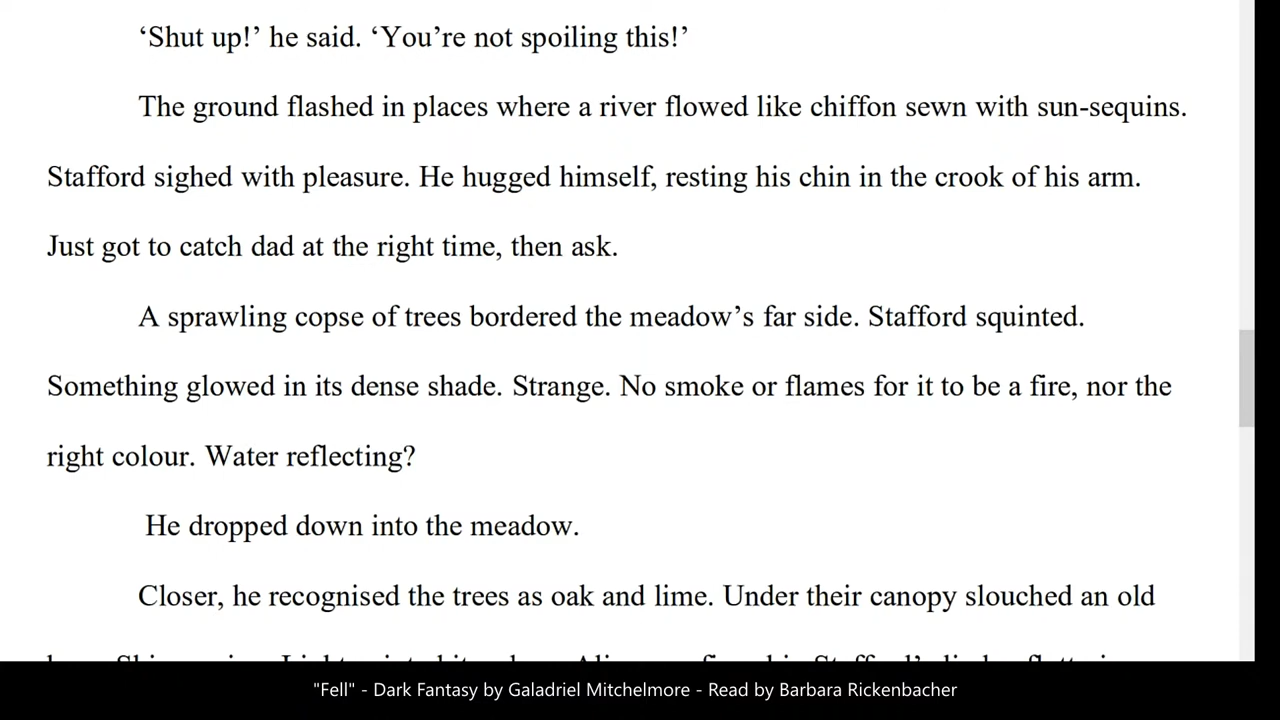 ‘Shut up!’ he said. ‘You’re not spoiling this!’
The ground flashed in places where a river flowed like chiffon sewn with sun-sequins.
Stafford sighed with pleasure. He hugged himself, resting his chin in the crook of his arm.
Just got to catch dad at the right time, then ask.
A sprawling copse of trees bordered the meadow’s far side. Stafford squinted.
Something glowed in its dense shade. Strange. No smoke or flames for it to be a fire, nor the
right colour. Water reflecting?
He dropped down into the meadow.
Closer, he recognised the trees as oak and lime. Under their canopy slouched an old
"Fell" - Dark Fantasy by Galadriel Mitchelmore - Read by Barbara Rickenbacher